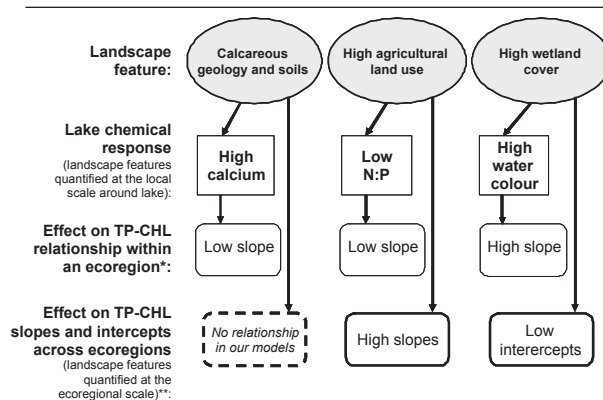 Landscape
feature:
Calcareous
geology and soils
High agricultural
land use
High wetland
cover
Lake chemical
response
(landscape features
quantified at the local
scale around lake):
High
calcium
Low
N:P
High
water
colour
Effect on TP-CHL
relationship within
an ecoregion*:
Low slope
Low slope
High slope
Effect on TP-CHL
slopes and intercepts
across ecoregions
(landscape features
quantified at the
ecoregional scale)**:
No relationship
in our models
High slopes
Low
interercepts